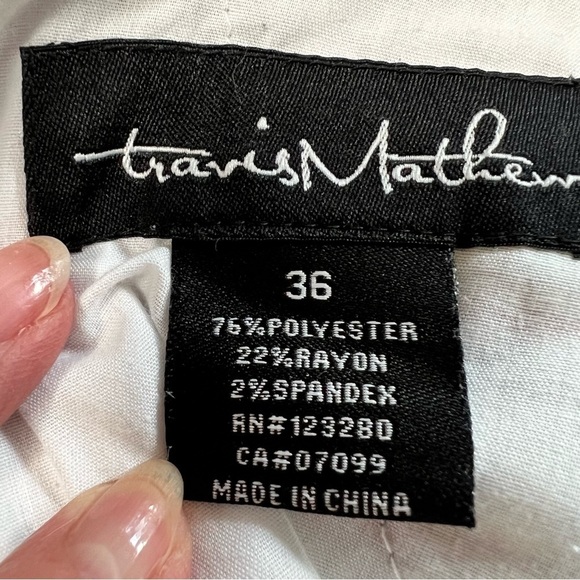 travisMathew
36
76%POLYESTER
22%RAYON
2%SPANDEX
RN#123280
CA#07099
MADE IN CHINA